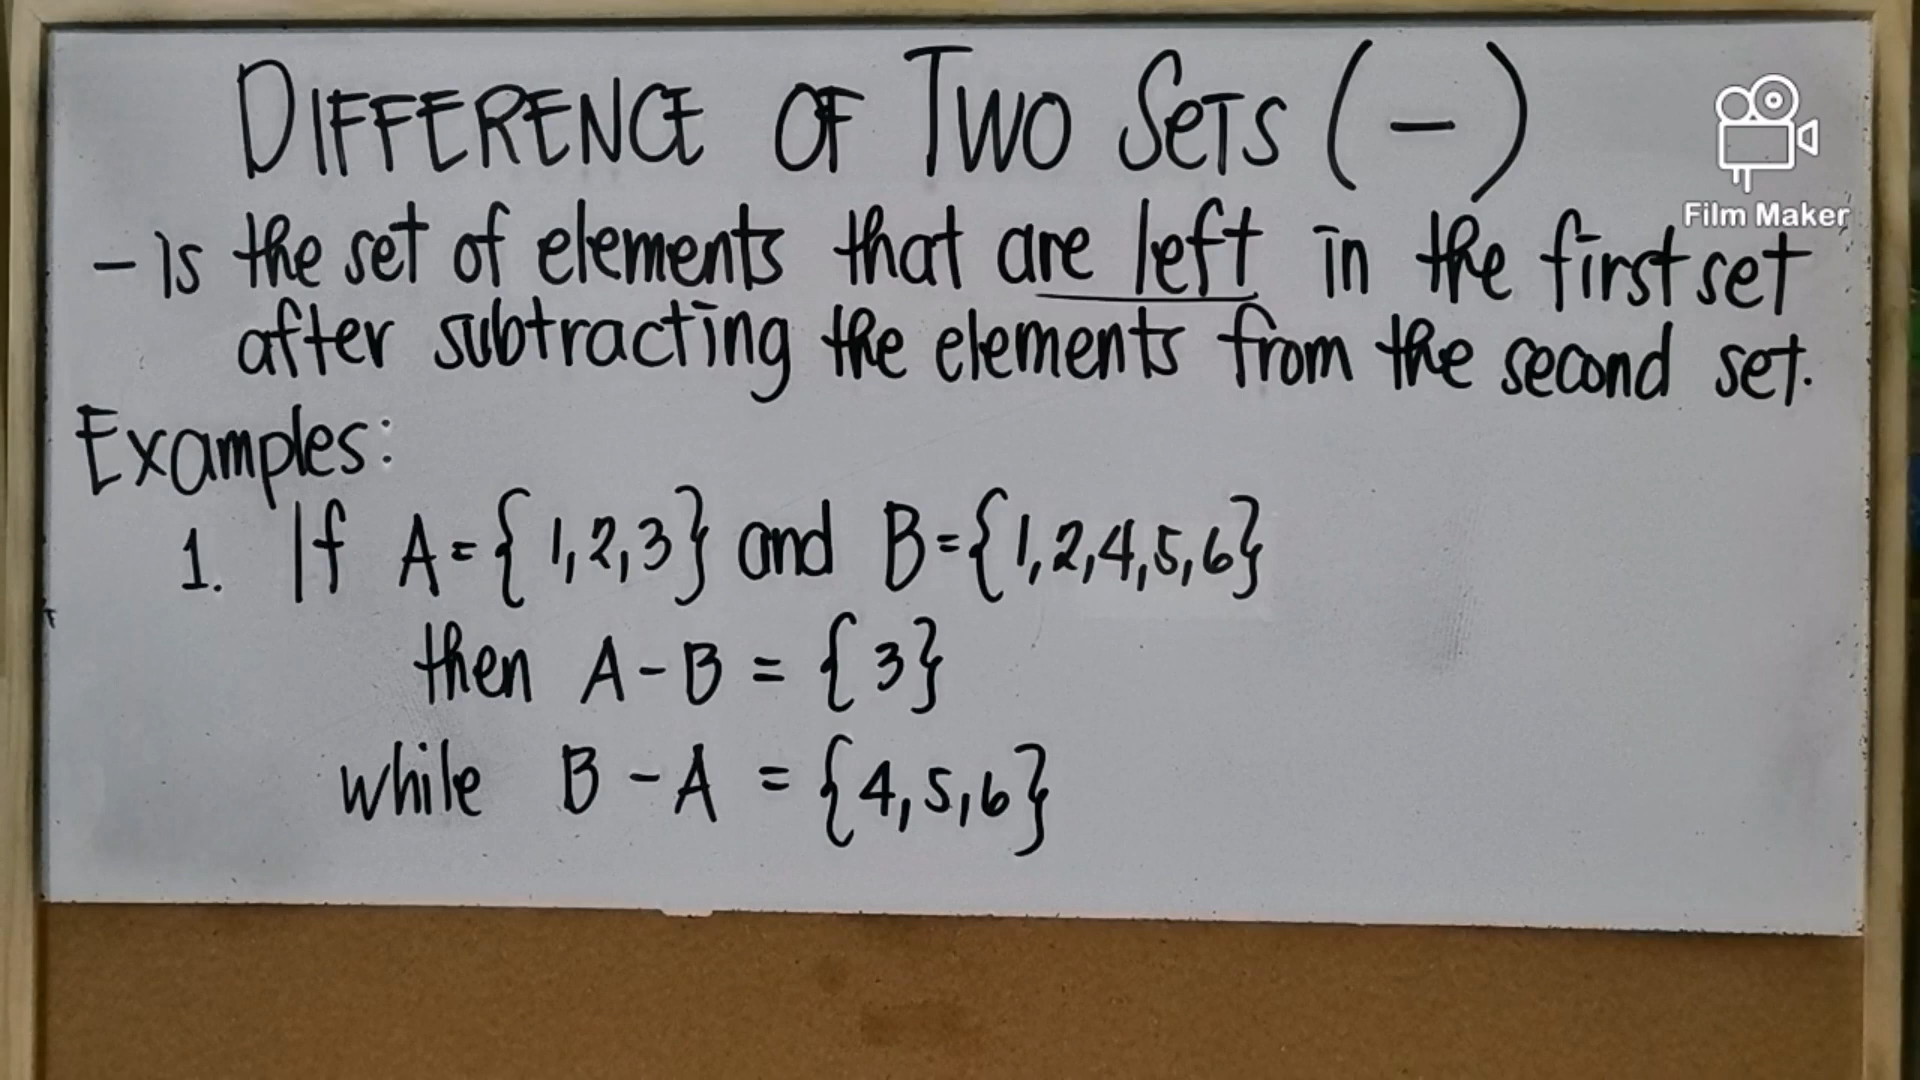 DIFFERENCE OF TWO SETS (-)
Film Maker
- is the set of elements that are left in the first set
after subtracting the elements from the second set.
Examples:
1. If A={1,2,3} and B={1,2,4,5,6}
then A-B = {3}
while B-A = {4,5,6}